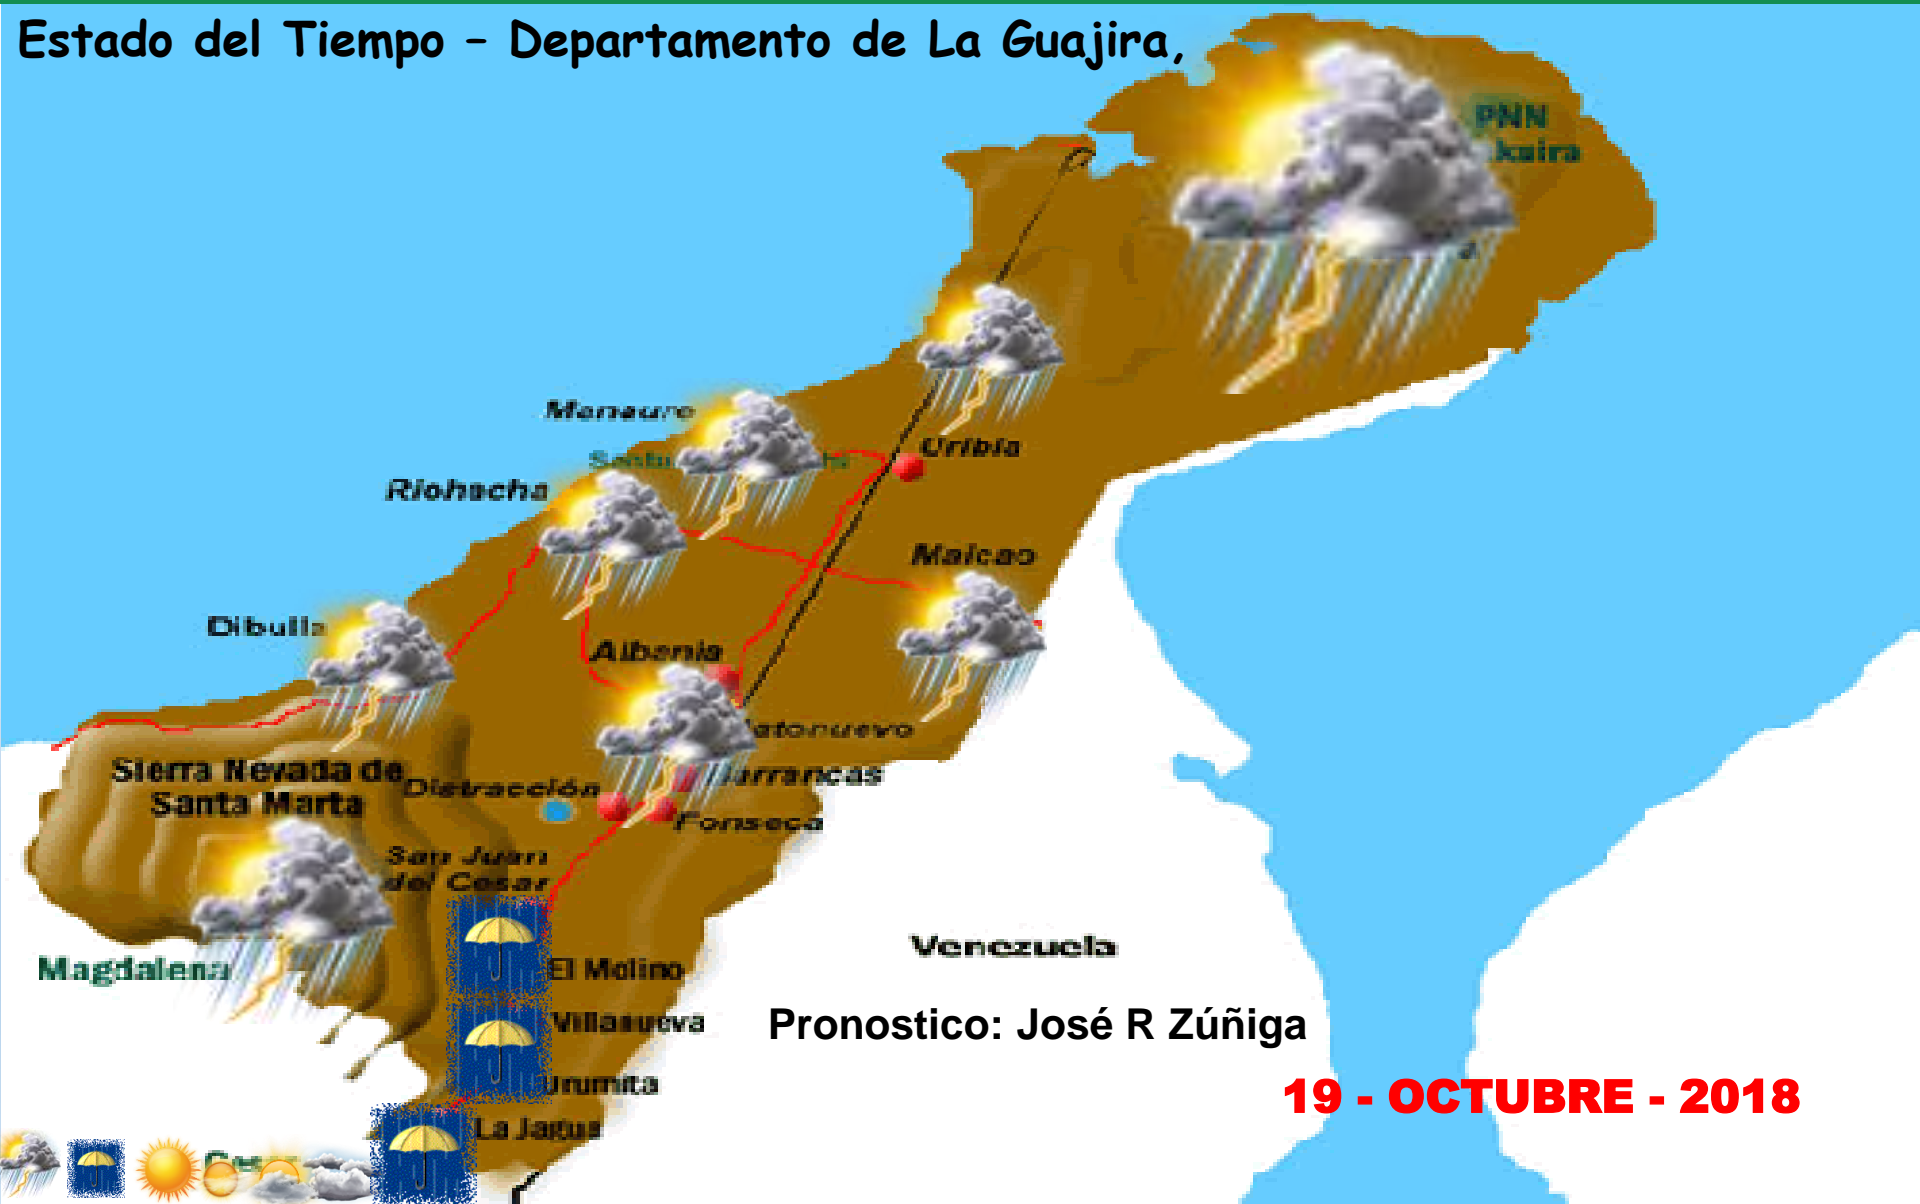 Estado del Tiempo – Departamento de La Guajira,
PNN
Manaure
Uribia
Riohacha
Maicao
Dibulla
Albania
Sierra Nevada de
Santa Marta
Distracción
Fonseca
San Juan
del Cesar
Venezuela
Magdalena
El Molino
Villanueva
Pronostico: José R Zúñiga
Urumita
19 - OCTUBRE - 2018
La Jagua